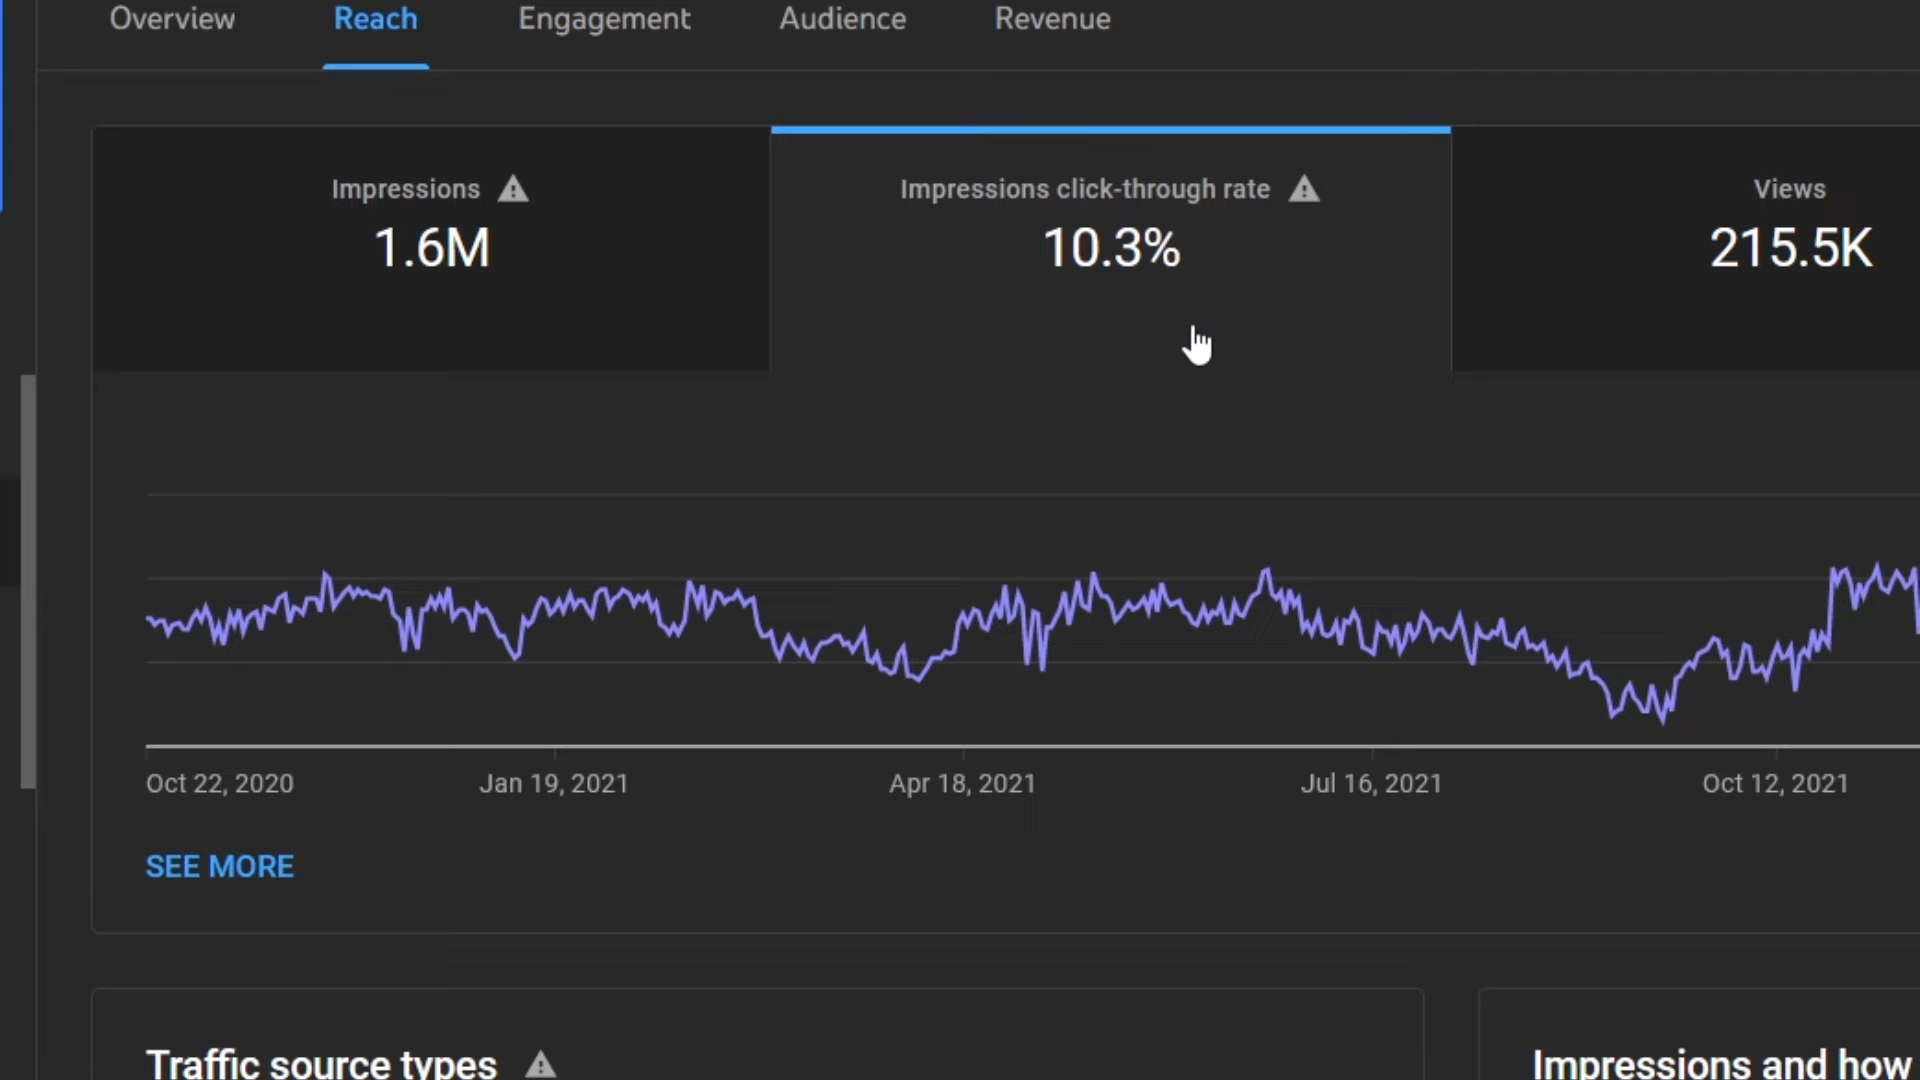 Overview Reach Engagement Audience Revenue
Impressions Impressions click-through rate Views
1.6M 10.3% 215.5K
Oct 22, 2020 Jan 19, 2021 Apr 18, 2021 Jul 16, 2021 Oct 12, 2021
SEE MORE
Traffic source types Impressions and how